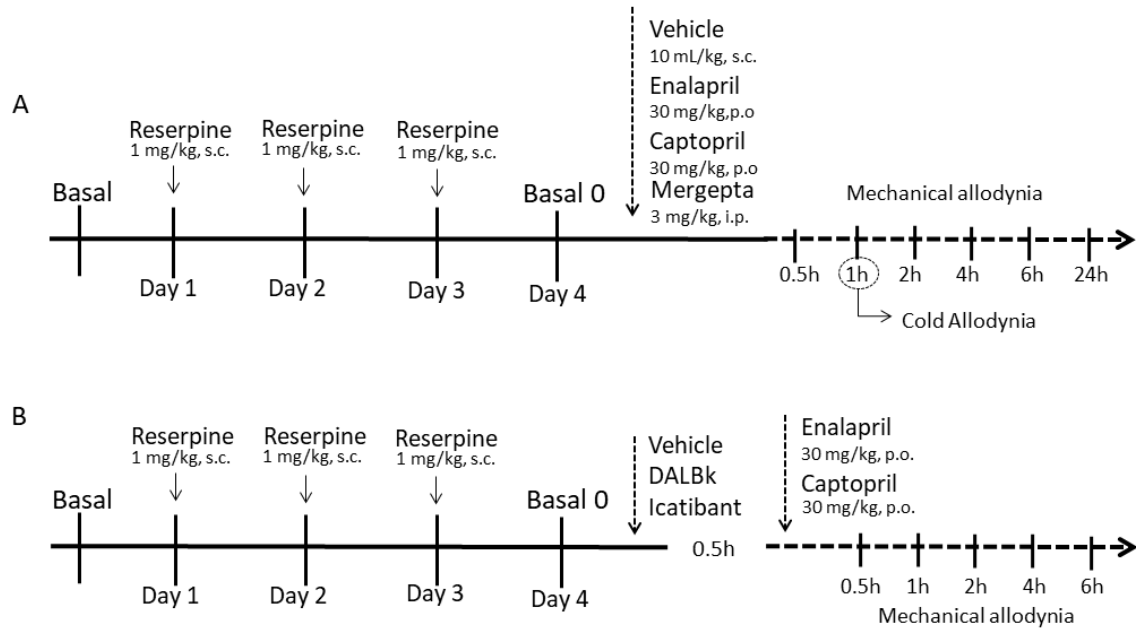 A
Vehicle
10 mL/kg, s.c.
Enalapril
30 mg/kg,p.o
Captopril
30 mg/kg, p.o
Mergepta
3 mg/kg, i.p.
Reserpine
1 mg/kg, s.c.
Reserpine
1 mg/kg, s.c.
Reserpine
1 mg/kg, s.c.
Basal
Basal 0
Mechanical allodynia
Day 1
Day 2
Day 3
Day 4
0.5h
1h
2h
4h
6h
24h
Cold Allodynia
B
Reserpine
1 mg/kg, s.c.
Reserpine
1 mg/kg, s.c.
Reserpine
1 mg/kg, s.c.
Basal
Basal 0
Vehicle
DALBk
Icatibant
Enalapril
30 mg/kg, p.o.
Captopril
30 mg/kg, p.o.
0.5h
Day 1
Day 2
Day 3
Day 4
0.5h
1h
2h
4h
6h
Mechanical allodynia